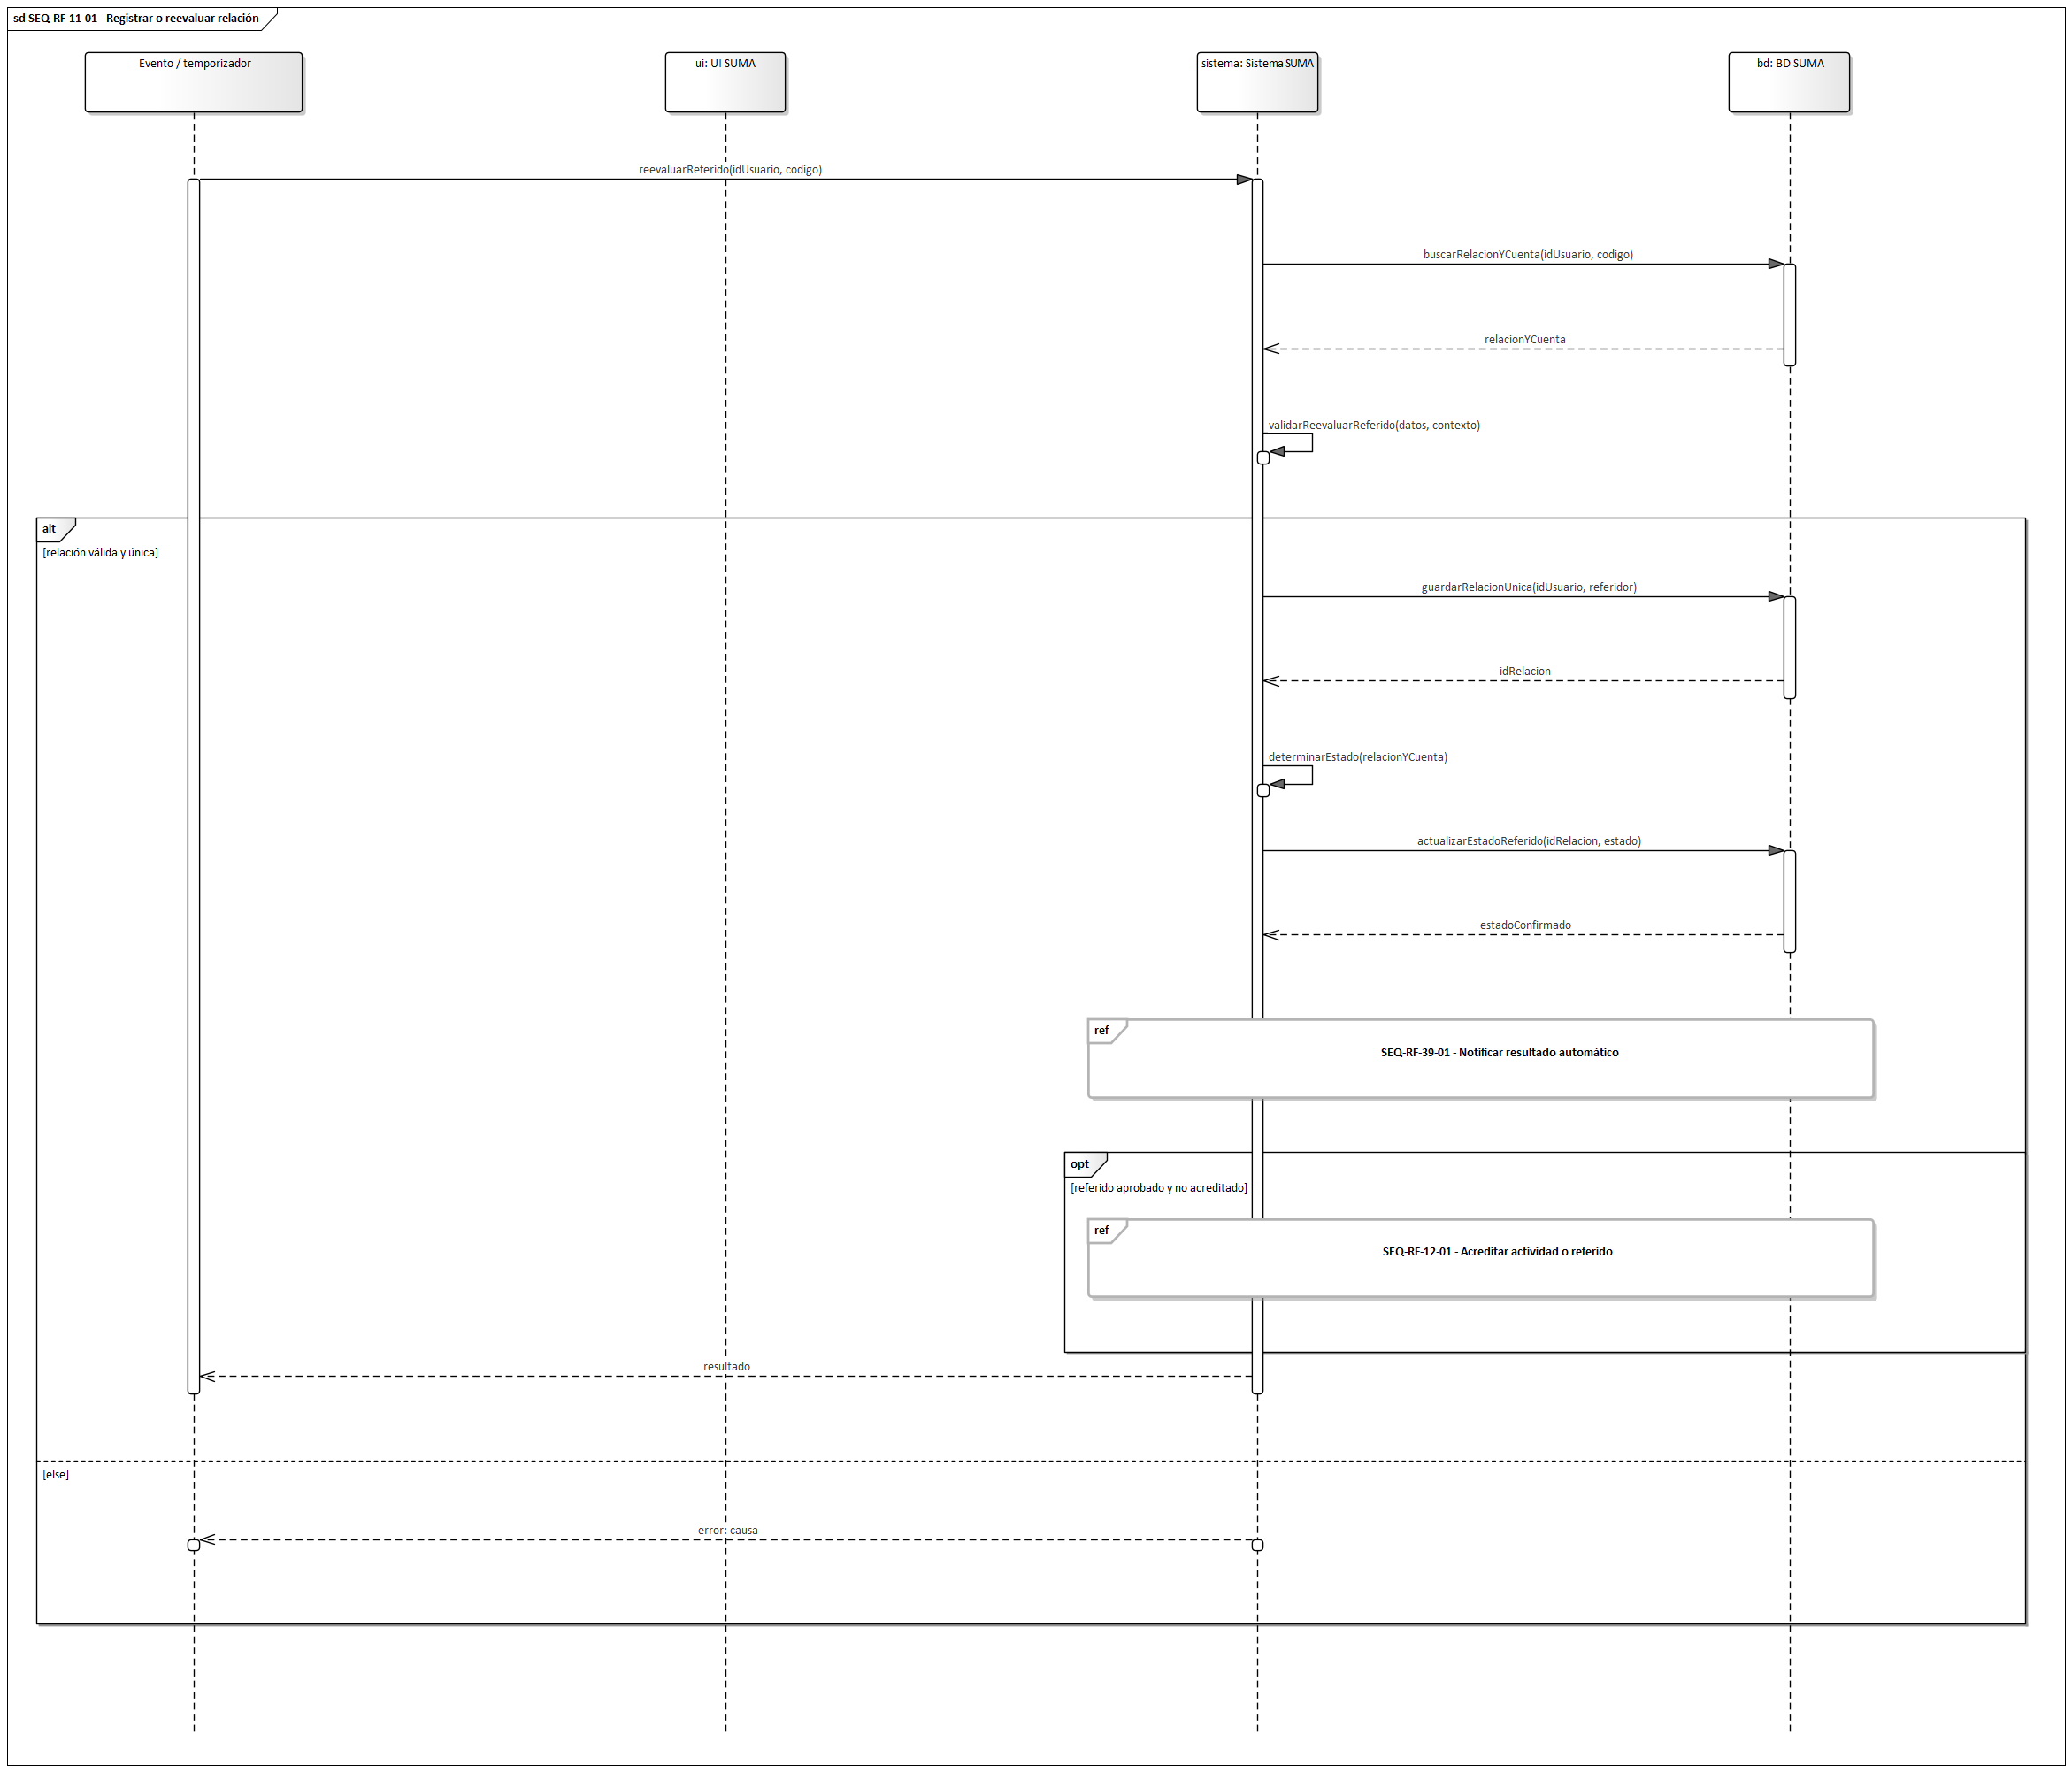 sd SEQ-RF-11-01 - Registrar o reevaluar relación
Evento / temporizador
ui: UI SUMA
sistema: Sistema SUMA
bd: BD SUMA
reevaluarReferido(idUsuario, codigo)
buscarRelacionYCuenta(idUsuario, codigo)
relacionYCuenta
validarReevaluarReferido(datos, contexto)
alt
[relación válida y única]
guardarRelacionUnica(idUsuario, referidor)
idRelacion
determinarEstado(relacionYCuenta)
actualizarEstadoReferido(idRelacion, estado)
estadoConfirmado
ref
SEQ-RF-39-01 - Notificar resultado automático
opt
[referido aprobado y no acreditado]
ref
SEQ-RF-12-01 - Acreditar actividad o referido
resultado
[else]
error: causa